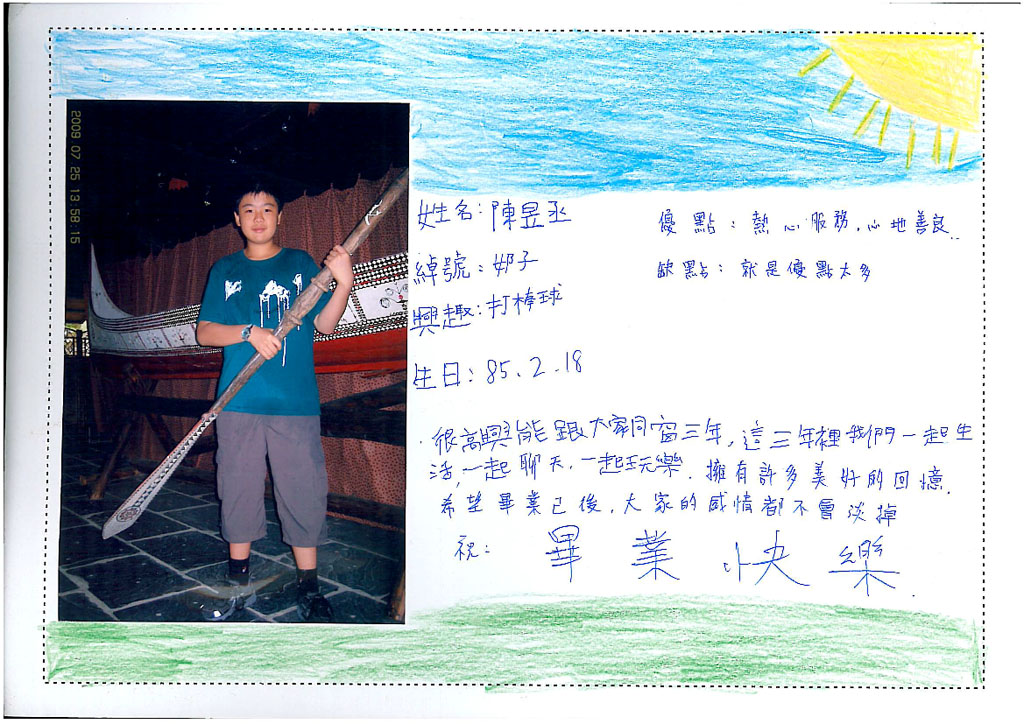 2009 07 25 13:58:15
姓名：陳昱丞
綽號：
興趣：打棒球
生日：85.2.18
優點：熱心服務，心地善良..
缺點：就是優點太多
很高興能跟大家同窗三年，這三年裡我們一起生
活，一起聊天，一起玩樂．擁有許多美好的回憶．
希望畢業已後，大家的感情都不會淡掉
祝：畢業快樂．